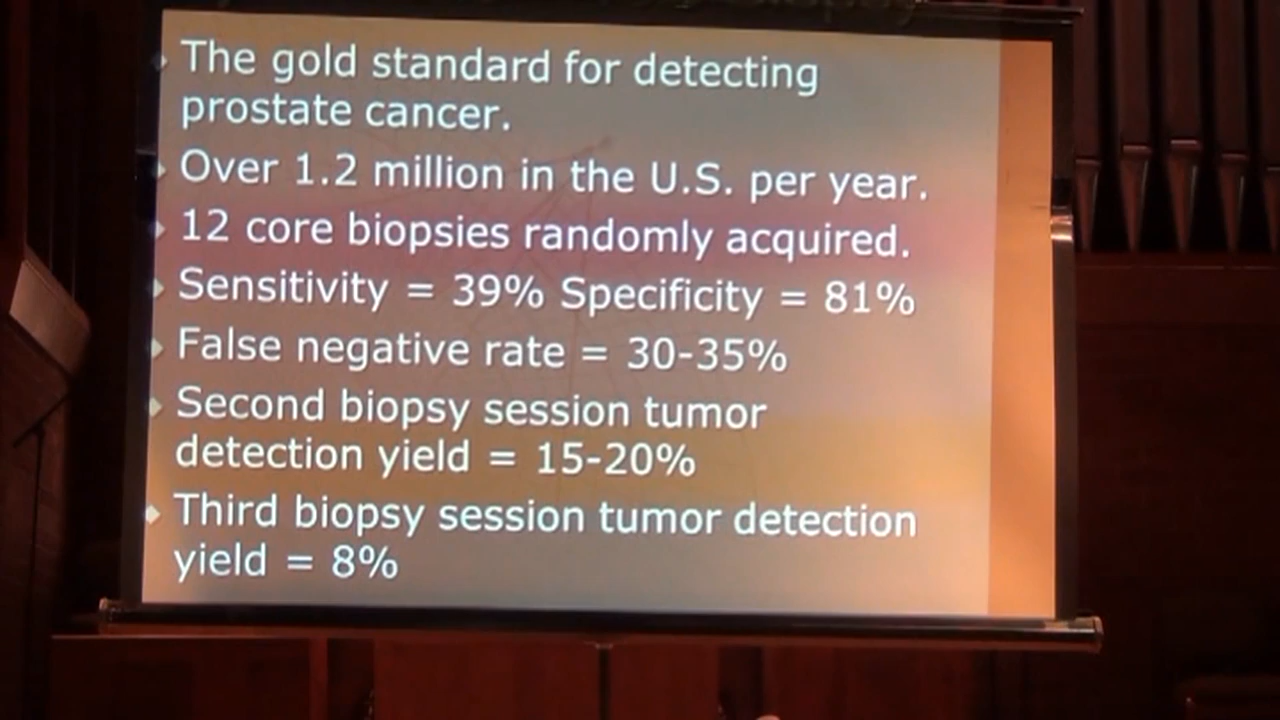 The gold standard for detecting
prostate cancer.
Over 1.2 million in the U.S. per year.
12 core biopsies randomly acquired.
Sensitivity = 39% Specificity = 81%
False negative rate = 30-35%
Second biopsy session tumor
detection yield = 15-20%
Third biopsy session tumor detection
yield = 8%